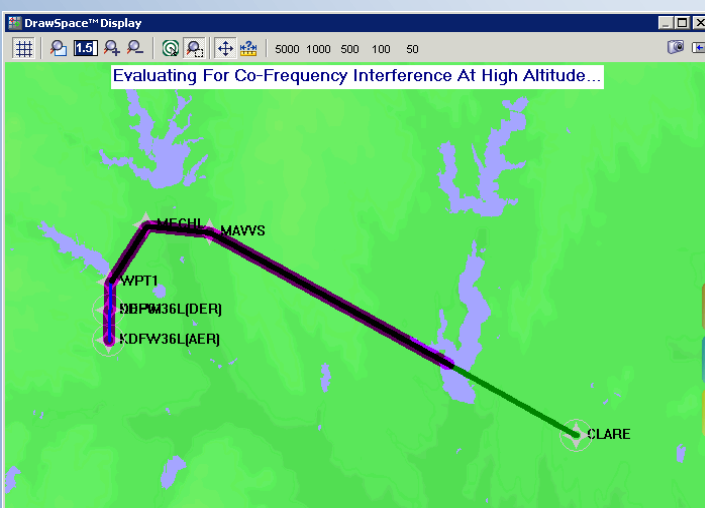 DrawSpace™ Display
1.5 5000 1000 500 100 50
Evaluating For Co-Frequency Interference At High Altitude...
MAVVS
WPT1
KDFW36L(AER)
CLARE